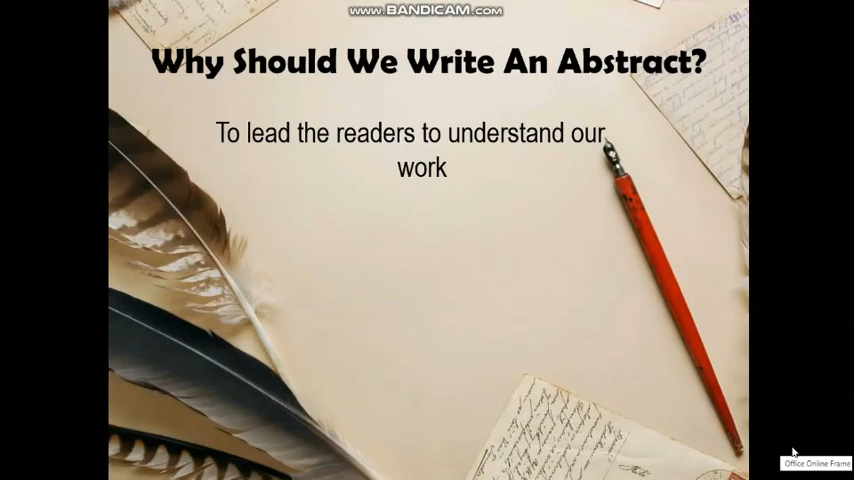 www.BANDICAM.com
Why Should We Write An Abstract?
To lead the readers to understand our
work
Office Online Frame